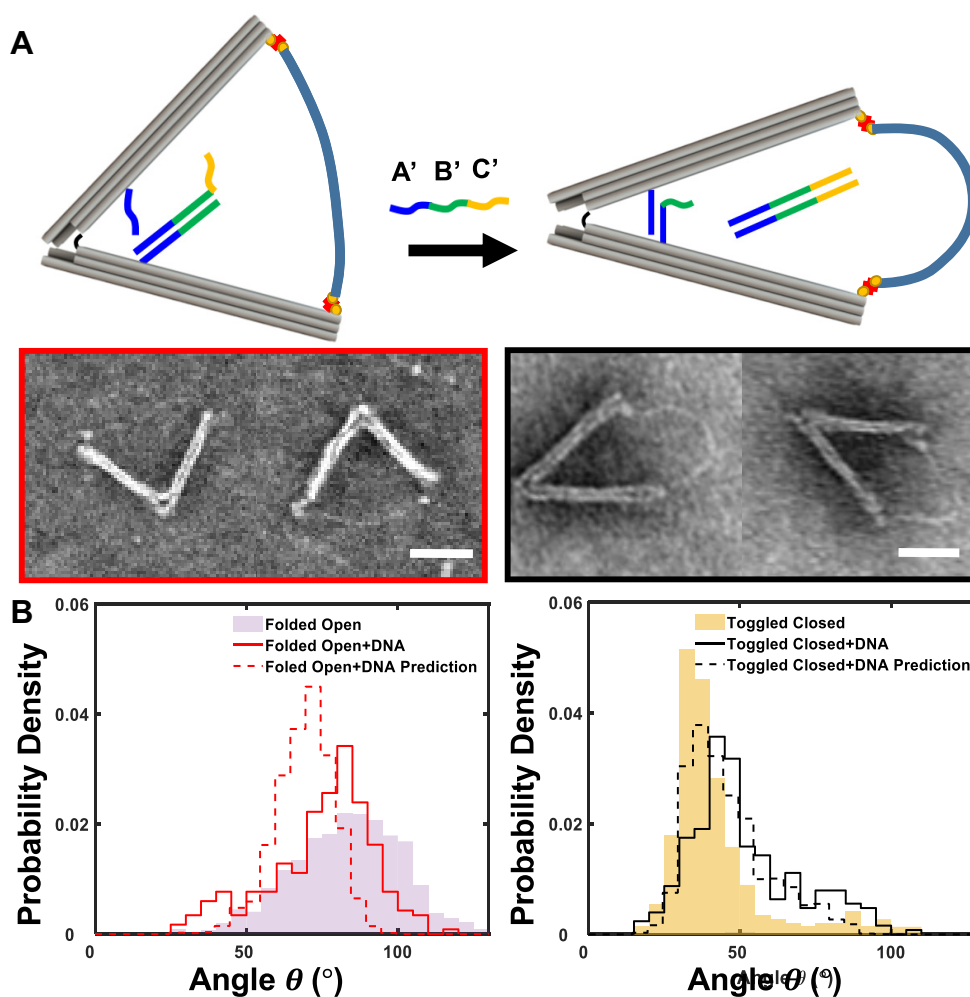 A
A’ B’ C’
B
0.06
0.04
0.02
0
Probability Density
Folded Open
Folded Open+DNA
Foled Open+DNA Prediction
0 50 100
Angle θ (°)
0.06
0.04
0.02
0
Probability Density
Toggled Closed
Toggled Closed+DNA
Toggled Closed+DNA Prediction
0 50 100
Angle θ (°)
Angle θ (°)